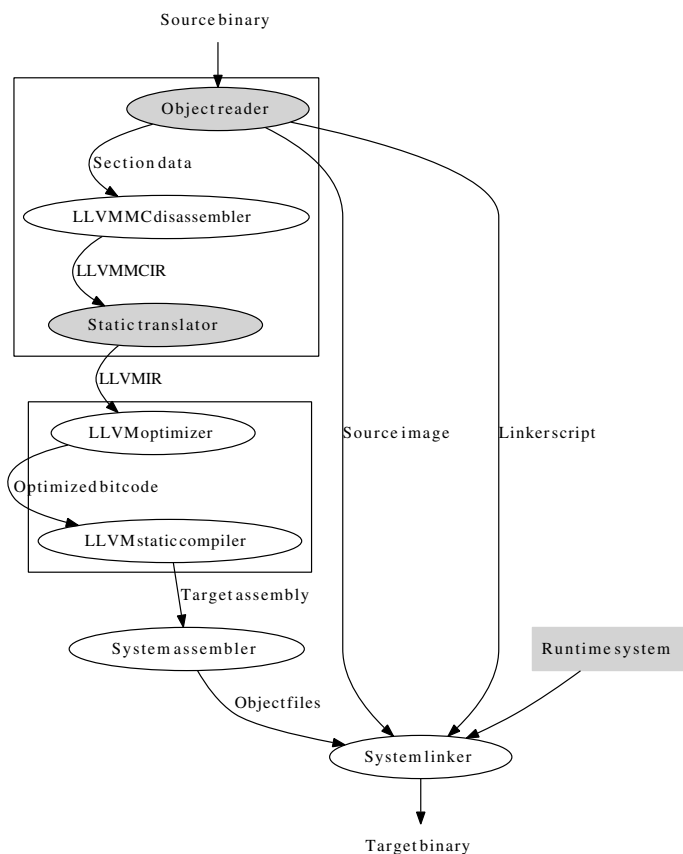 Source binary
Object reader
Section data
LLVM MC disassembler
LLVM MC IR
Static translator
LLVM IR
LLVM optimizer
Source image
Linker script
Optimized bitcode
LLVM static compiler
Target assembly
System assembler
Runtime system
Object files
System linker
Target binary